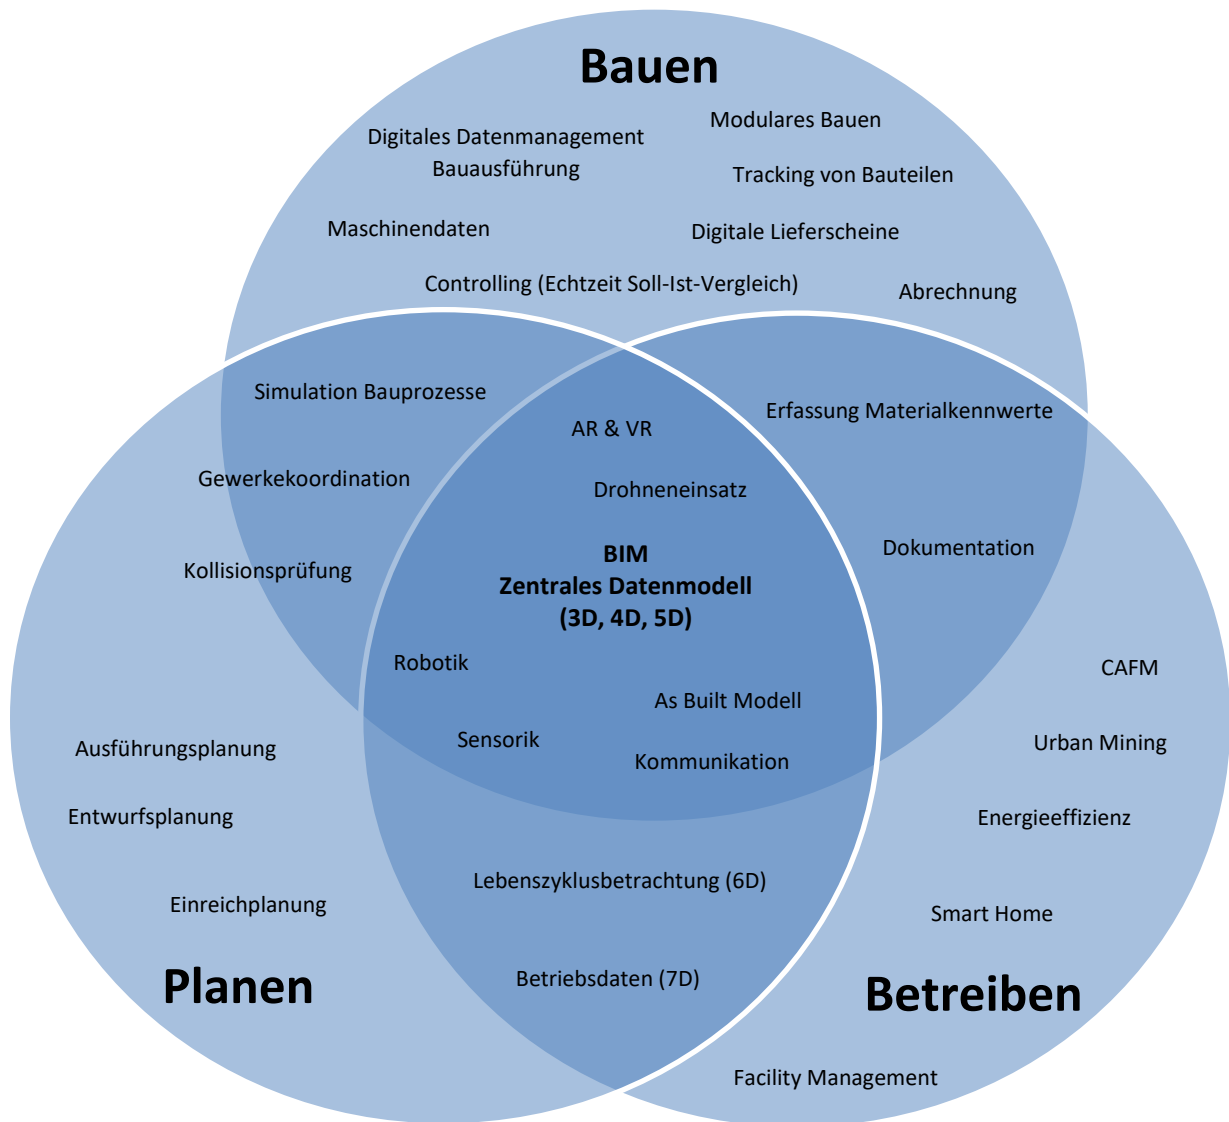 Bauen
Modulares Bauen
Digitales Datenmanagement
Bauausführung
Tracking von Bauteilen
Maschinendaten
Digitale Lieferscheine
Controlling (Echtzeit Soll-Ist-Vergleich)
Abrechnung
Simulation Bauprozesse
Erfassung Materialkennwerte
AR & VR
Gewerkekoordination
Drohneneinsatz
Dokumentation
BIM
Zentrales Datenmodell
(3D, 4D, 5D)
Kollisionsprüfung
Robotik
CAFM
As Built Modell
Sensorik
Urban Mining
Ausführungsplanung
Kommunikation
Entwurfsplanung
Energieeffizienz
Lebenszyklusbetrachtung (6D)
Einreichplanung
Smart Home
Betriebsdaten (7D)
Planen
Betreiben
Facility Management